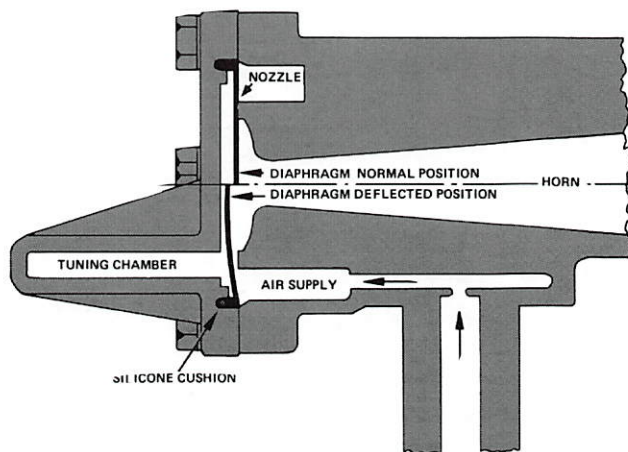 NOZZLE
DIAPHRAGM NORMAL POSITION
HORN
DIAPHRAGM DEFLECTED POSITION
TUNING CHAMBER
AIR SUPPLY
SILICONE CUSHION